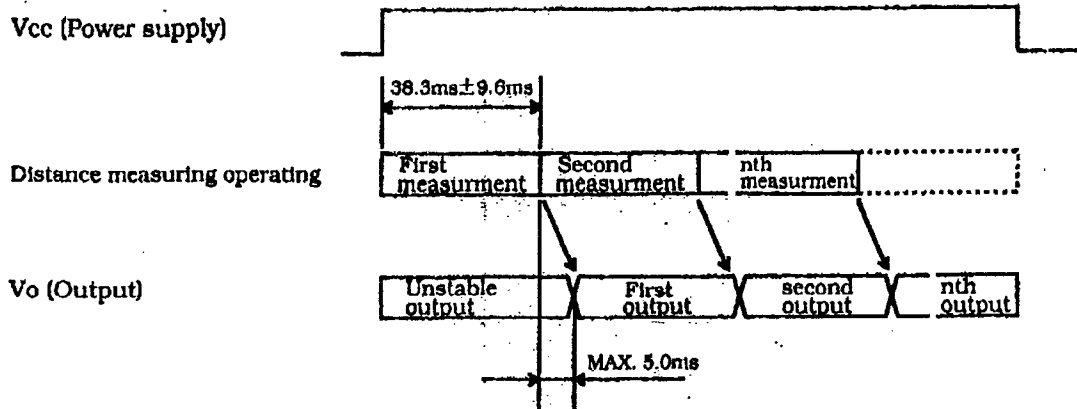 Vcc (Power supply)
38.3ms±9.6ms
Distance measuring operating
First
measurment
Second
measurment
nth
measurment
Vo (Output)
Unstable
output
First
output
second
output
nth
output
MAX. 5.0ms